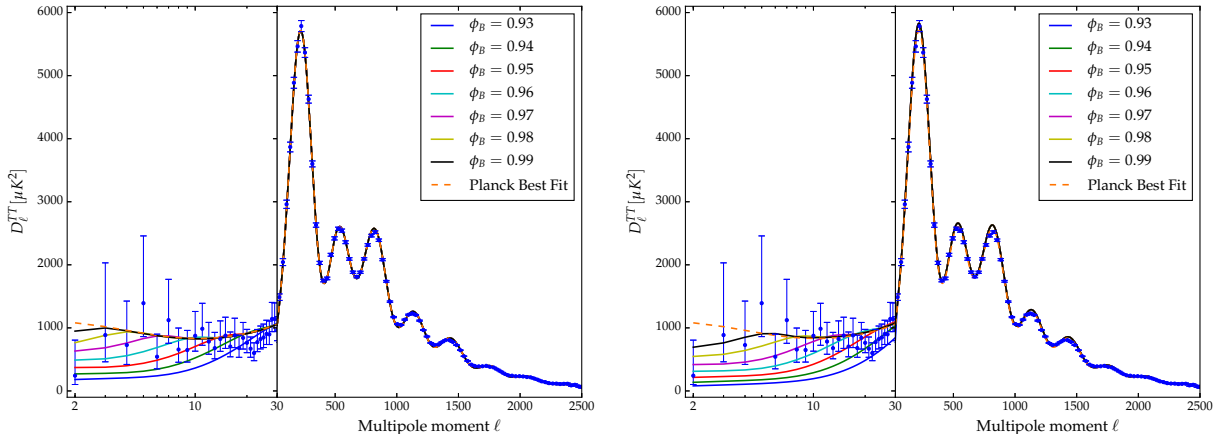 6000
5000
4000
3000
2000
1000
0
D_ℓ^{TT} [μK²]
2
10
30
500
1000
1500
2000
2500
Multipole moment ℓ
ϕ_B = 0.93
ϕ_B = 0.94
ϕ_B = 0.95
ϕ_B = 0.96
ϕ_B = 0.97
ϕ_B = 0.98
ϕ_B = 0.99
Planck Best Fit
6000
5000
4000
3000
2000
1000
0
D_ℓ^{TT} [μK²]
2
10
30
500
1000
1500
2000
2500
Multipole moment ℓ
ϕ_B = 0.93
ϕ_B = 0.94
ϕ_B = 0.95
ϕ_B = 0.96
ϕ_B = 0.97
ϕ_B = 0.98
ϕ_B = 0.99
Planck Best Fit